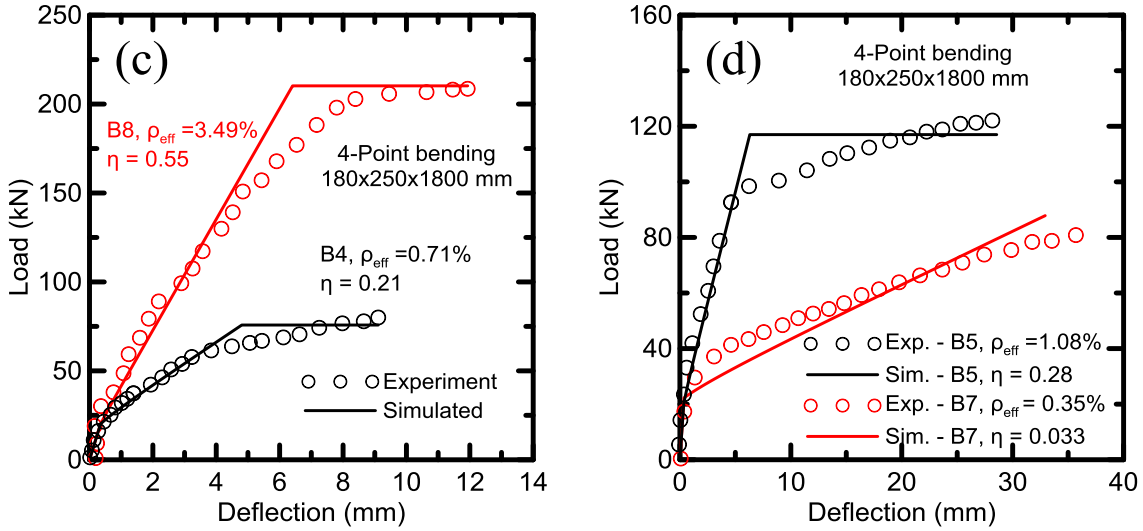 (c)
250
200
150
100
50
0
Load (kN)
B8, ρeff =3.49%
η = 0.55
4-Point bending
180x250x1800 mm
B4, ρeff =0.71%
η = 0.21
Experiment
Simulated
0 2 4 6 8 10 12 14
Deflection (mm)
(d)
160
120
80
40
0
Load (kN)
4-Point bending
180x250x1800 mm
Exp. - B5, ρeff =1.08%
Sim. - B5, η = 0.28
Exp. - B7, ρeff = 0.35%
Sim. - B7, η = 0.033
0 10 20 30 40
Deflection (mm)